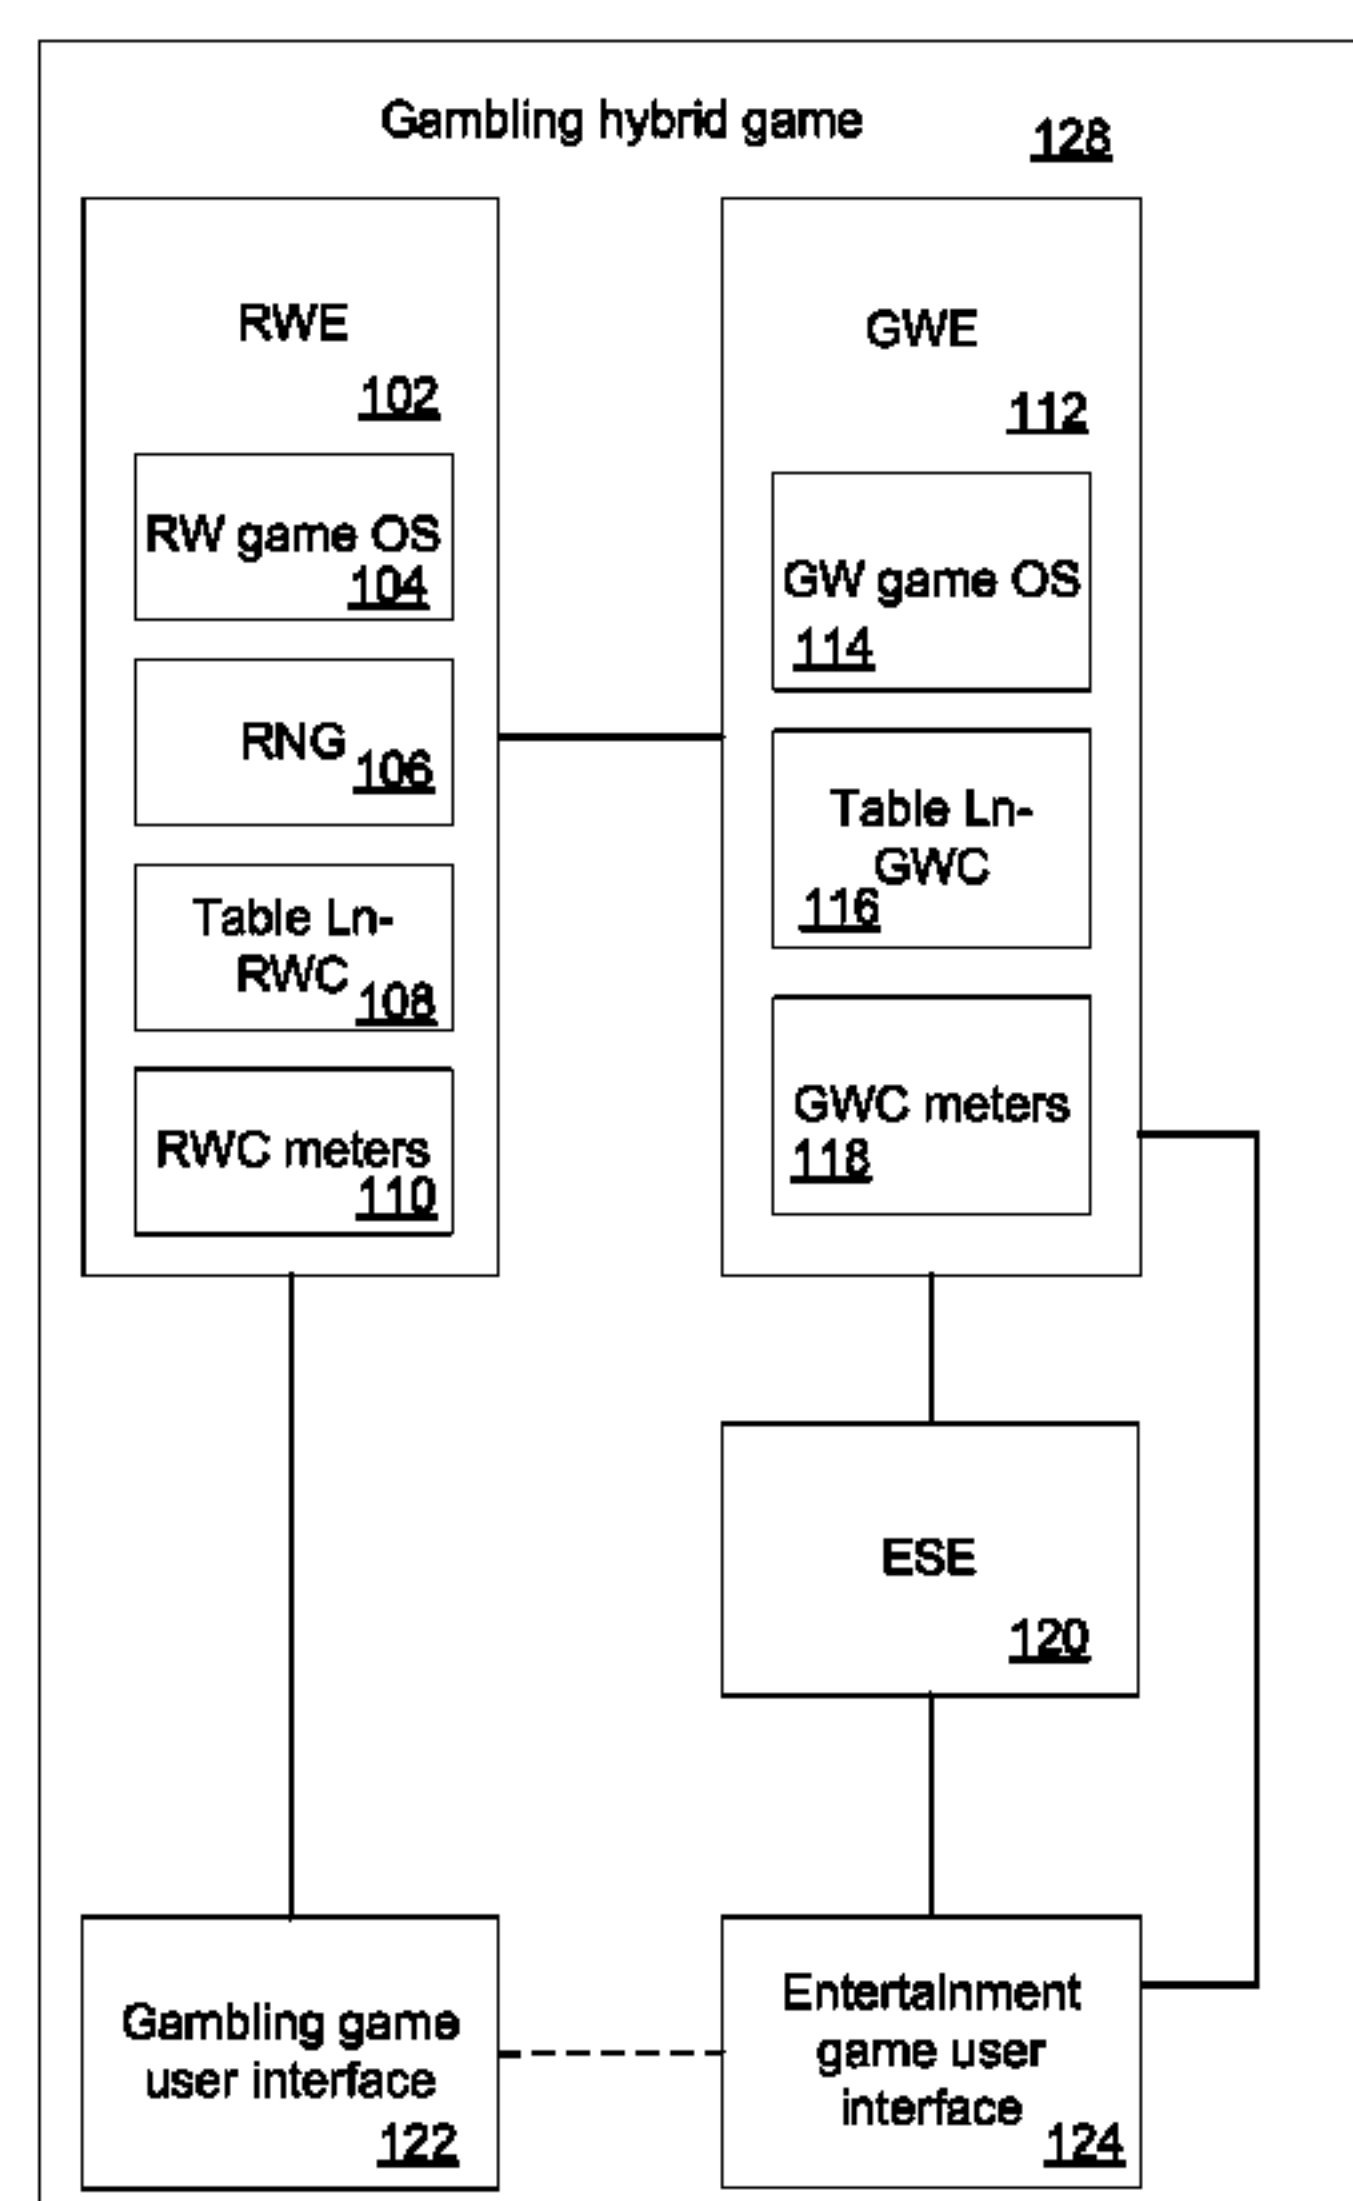 Gambling hybrid game
128
RWE
102
RW game OS
104
RNG
106
Table Ln-
RWC
108
RWC meters
110
GWE
112
GW game OS
114
Table Ln-
GWC
116
GWC meters
118
ESE
120
Gambling game
user interface
122
Entertainment
game user
interface
124